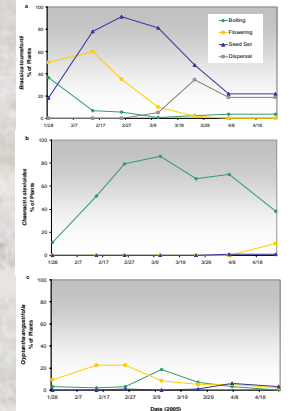 a
Bolting
Flowering
Seed Set
Dispersal
Brassica tournefortii
% of Plants
100
80
60
40
20
0
1/28 2/7 2/17 2/27 3/9 3/19 3/29 4/8 4/18
b
Chaenactis stevioides
% of Plants
100
80
60
40
20
0
1/28 2/7 2/17 2/27 3/9 3/19 3/29 4/8 4/18
c
Cryptantha angustifolia
% of Plants
100
80
60
40
20
0
1/28 2/7 2/17 2/27 3/9 3/19 3/29 4/8 4/18
Date (2005)